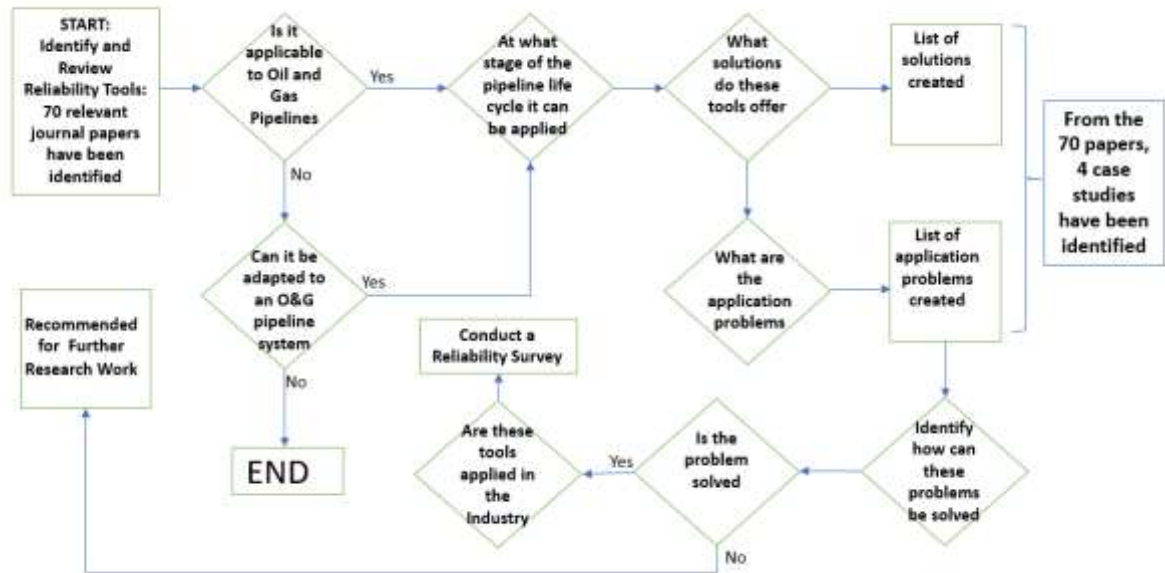 START:
Identify and
Review
Reliability Tools:
70 relevant
journal papers
have been
identified
Is it
applicable
to Oil and
Gas
Pipelines
Yes
No
At what
stage of the
pipeline life
cycle it can
be applied
What
solutions
do these
tools offer
List of
solutions
created
From the
70 papers,
4 case
studies
have been
identified
Can it be
adapted to
an O&G
pipeline
system
Yes
No
END
What are
the
application
problems
List of
application
problems
created
Identify
how can
these
problems
be solved
Is the
problem
solved
Yes
No
Are these
tools
applied in
the
Industry
Conduct a
Reliability Survey
Recommended
for Further
Research Work